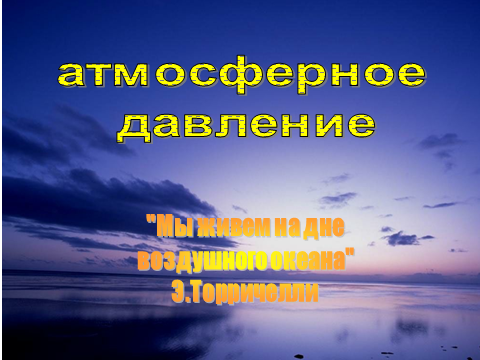 атмосферное
давление
"Мы живем на дне
воздушного океана"
Э.Торричелли